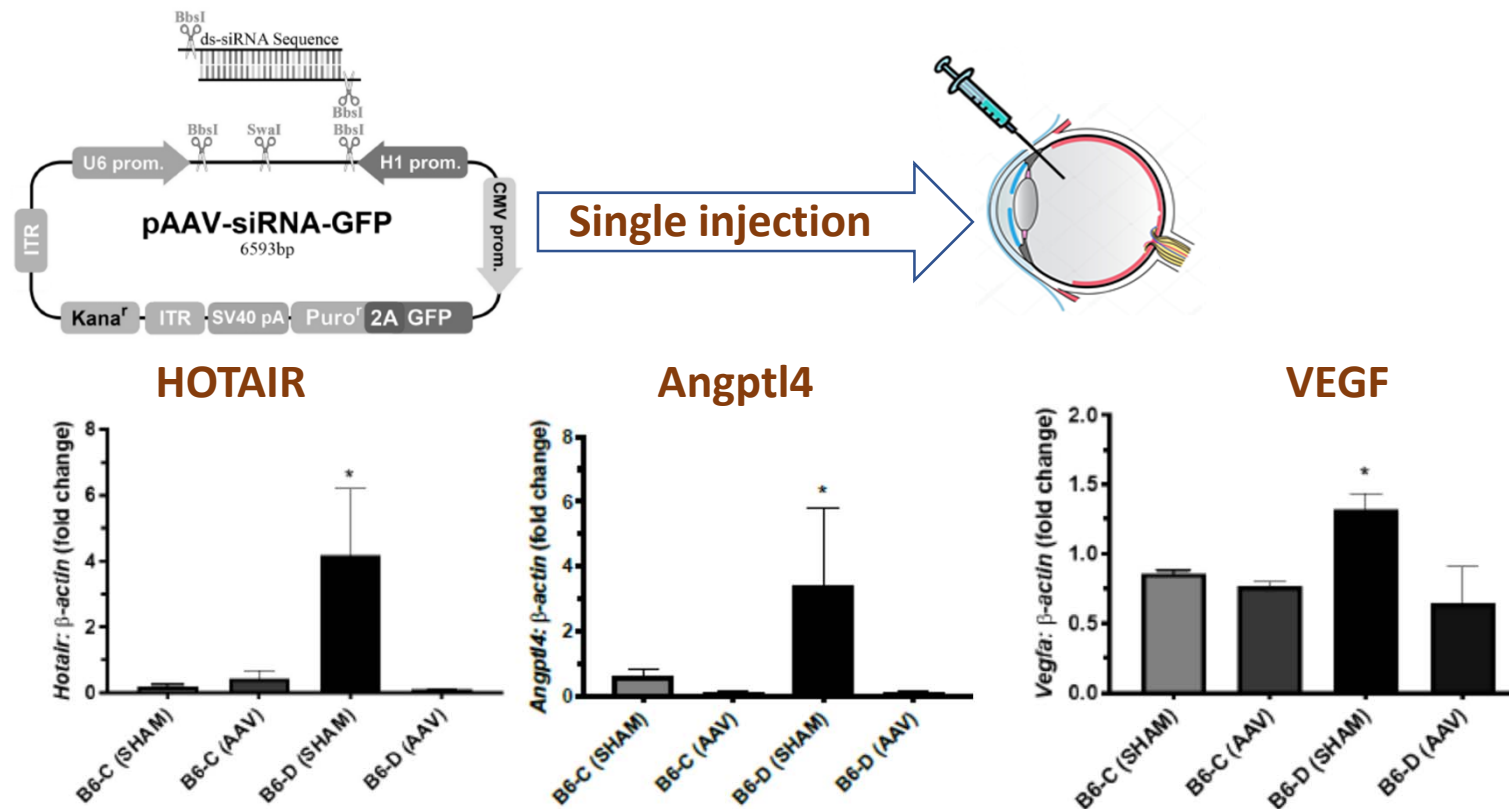 BbsI
ds-siRNA Sequence
BbsI
BbsI
SwaI
BbsI
U6 prom.
H1 prom.
pAAV-siRNA-GFP
6593bp
CMV prom.
ITR
Kanaʳ
ITR
SV40 pA
Puroʳ
2A
GFP
Single injection
HOTAIR
Angptl4
VEGF
Hotair: β-actin (fold change)
8
6
4
2
0
B6-C (SHAM)
B6-C (AAV)
B6-D (SHAM)
B6-D (AAV)
*
Angptl4: β-actin (fold change)
8
6
4
2
0
B6-C (SHAM)
B6-C (AAV)
B6-D (SHAM)
B6-D (AAV)
*
Vegfa: β-actin (fold change)
2.0
1.5
1.0
0.5
0.0
B6-C (SHAM)
B6-C (AAV)
B6-D (SHAM)
B6-D (AAV)
*